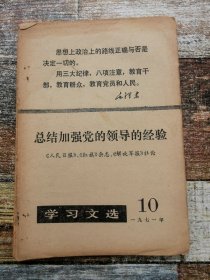 思想上政治上的路线正确与否是
决定一切的。
用三大纪律，八项注意，教育干
部，教育群众，教育党员和人民。
毛泽东
总结加强党的领导的经验
《人民日报》、《红旗》杂志、《解放军报》社论
学习文选
10
一九七一年